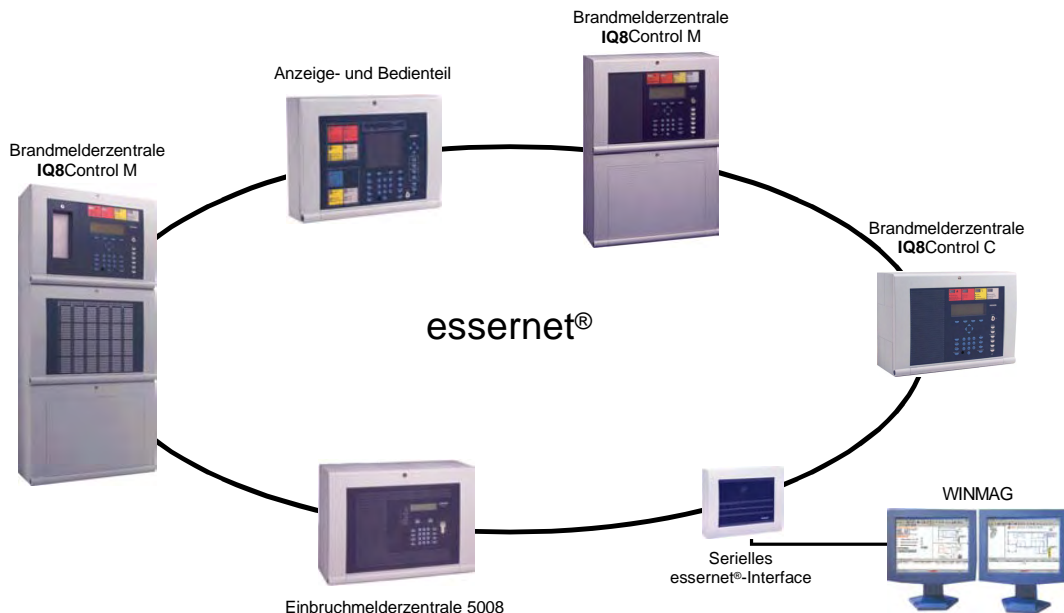 Brandmelderzentrale
IQ8Control M
Anzeige- und Bedienteil
Brandmelderzentrale
IQ8Control M
Brandmelderzentrale
IQ8Control C
essernet®
WINMAG
Serielles
essernet®-Interface
Einbruchmelderzentrale 5008